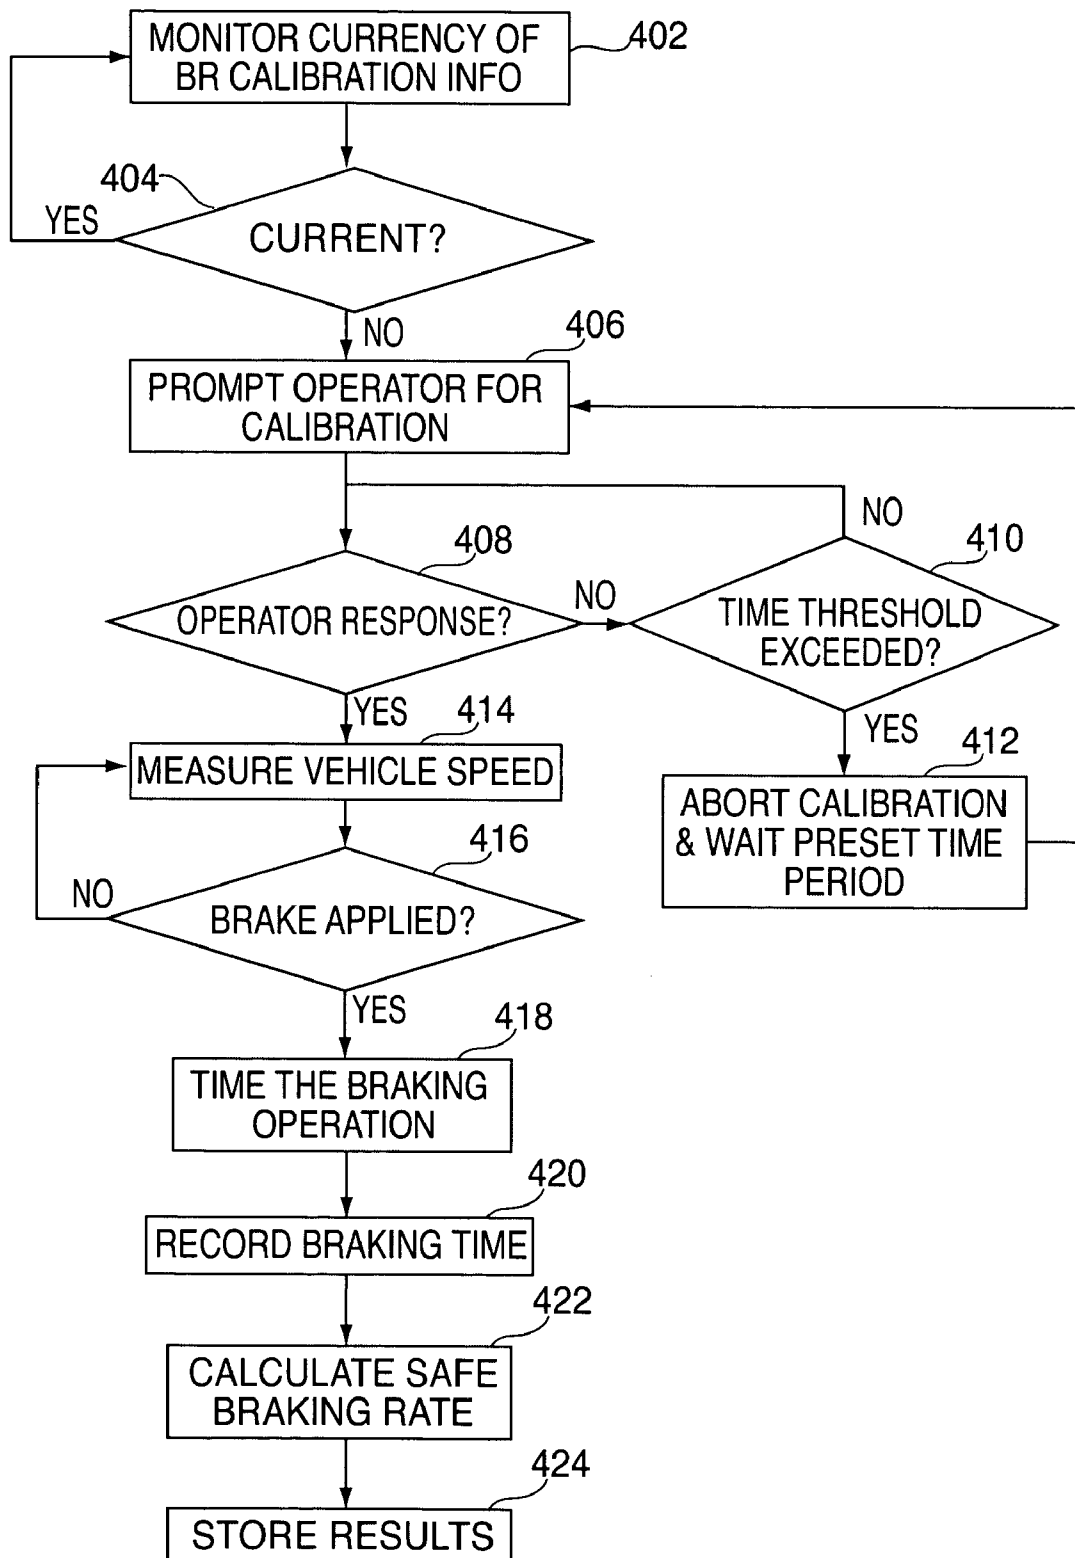 MONITOR CURRENCY OF
BR CALIBRATION INFO
402
404
YES
CURRENT?
NO
406
PROMPT OPERATOR FOR
CALIBRATION
NO
408
410
OPERATOR RESPONSE?
NO
TIME THRESHOLD
EXCEEDED?
YES
414
YES
412
MEASURE VEHICLE SPEED
ABORT CALIBRATION
& WAIT PRESET TIME
PERIOD
416
NO
BRAKE APPLIED?
YES
418
TIME THE BRAKING
OPERATION
420
RECORD BRAKING TIME
422
CALCULATE SAFE
BRAKING RATE
424
STORE RESULTS